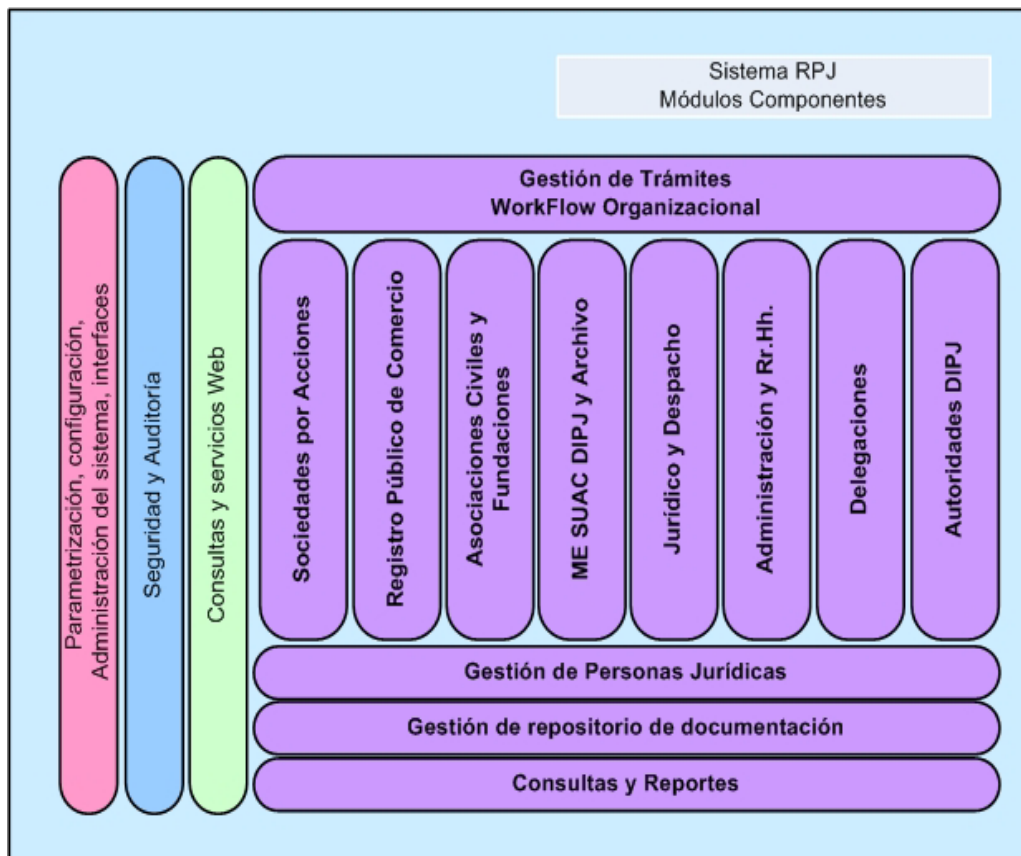 Sistema RPJ
Módulos Componentes
Parametrización, configuración,
Administración del sistema, interfaces
Seguridad y Auditoría
Consultas y servicios Web
Gestión de Trámites
WorkFlow Organizacional
Sociedades por Acciones
Registro Público de Comercio
Asociaciones Civiles y
Fundaciones
ME SUAC DIPJ y Archivo
Jurídico y Despacho
Administración y Rr.Hh.
Delegaciones
Autoridades DIPJ
Gestión de Personas Jurídicas
Gestión de repositorio de documentación
Consultas y Reportes